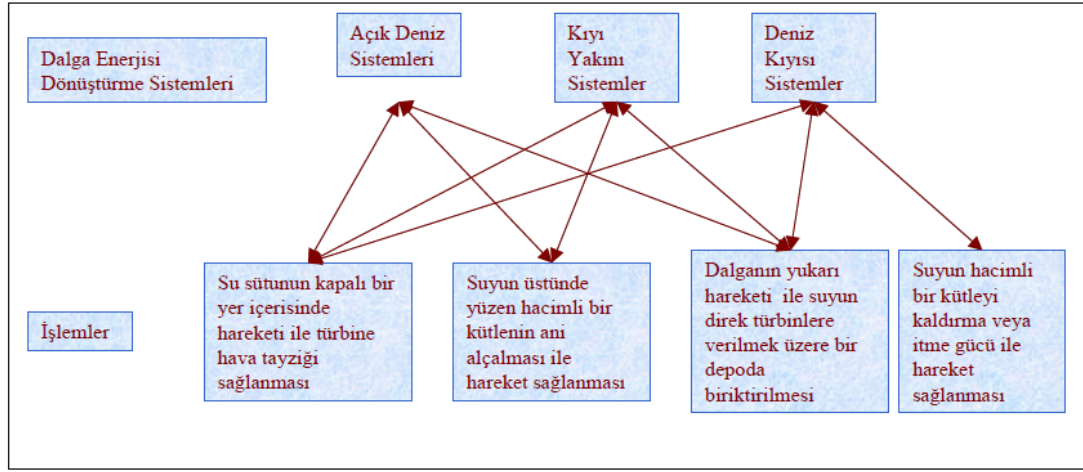 Dalga Enerjisi
Dönüştürme Sistemleri
Açık Deniz
Sistemleri
Kıyı
Yakını
Sistemler
Deniz
Kıyısı
Sistemler
İşlemler
Su sütunun kapalı bir
yer içerisinde
hareketi ile türbine
hava tayziği
sağlanması
Suyun üstünde
yüzen hacimli bir
kütlenin ani
alçalması ile
hareket sağlanması
Dalganın yukarı
hareketi ile suyun
direk türbinlere
verilmek üzere bir
depoda
biriktirilmesi
Suyun hacimli
bir kütleyi
kaldırma veya
itme gücü ile
hareket
sağlanması